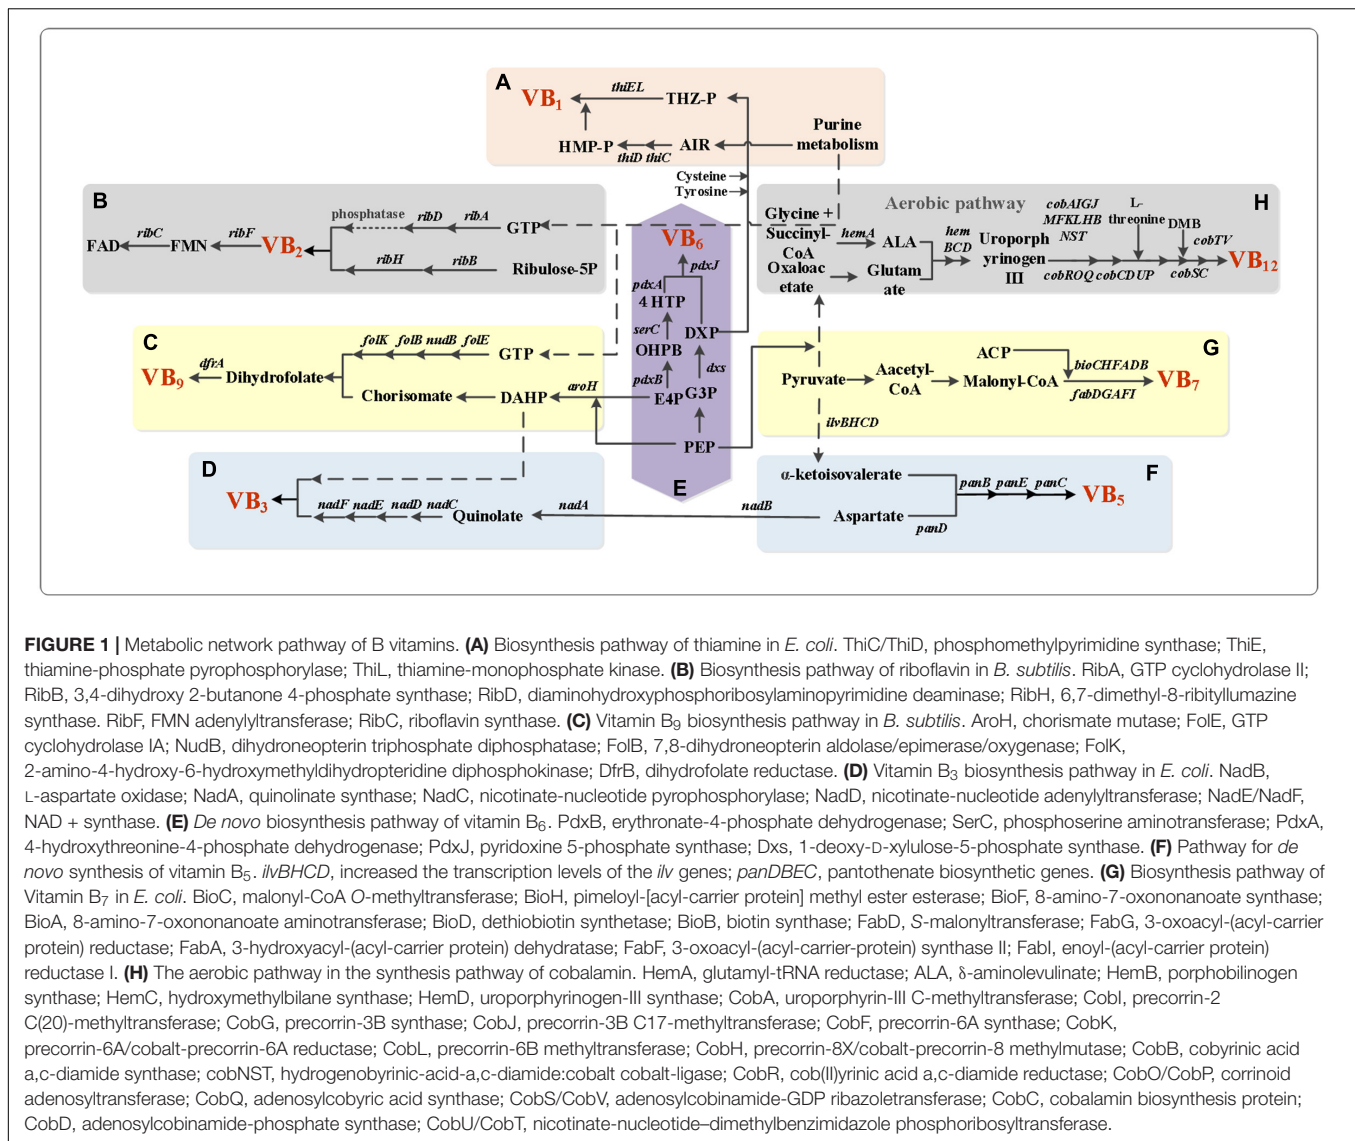 A
VB1
thiEL
THZ-P
HMP-P
thiD thiC
AIR
Purine
metabolism
Cysteine
Tyrosine
B
phosphatase
ribD
ribA
GTP
FAD
ribC
FMN
ribF
VB2
ribH
ribB
Ribulose-5P
H
Aerobic pathway
Glycine +
Succinyl-
CoA
Oxaloac
etate
hemA
ALA
Glutam
ate
hem
BCD
Uroporph
yrinogen
III
cobAIGJ
MFKLHB
NST
L-
threonine
DMB
cobTV
cobROQ cobCDUP
cobSC
VB12
VB6
pdxJ
pdxA
4 HTP
serC
DXP
OHPB
dxs
pdxB
E4P
G3P
PEP
E
C
folK
folB
nudB
folE
GTP
dfrA
VB9
Dihydrofolate
Chorisomate
DAHP
aroH
G
ACP
bioCHFADB
Pyruvate
Aacetyl-
CoA
Malonyl-CoA
fabDGAFI
VB7
ilvBHCD
D
VB3
nadF
nadE
nadD
nadC
Quinolate
nadA
nadB
F
α-ketoisovalerate
panB
panE
panC
VB5
Aspartate
panD
FIGURE 1 | Metabolic network pathway of B vitamins. (A) Biosynthesis pathway of thiamine in E. coli. ThiC/ThiD, phosphomethylpyrimidine synthase; ThiE,
thiamine-phosphate pyrophosphorylase; ThiL, thiamine-monophosphate kinase. (B) Biosynthesis pathway of riboflavin in B. subtilis. RibA, GTP cyclohydrolase II;
RibB, 3,4-dihydroxy 2-butanone 4-phosphate synthase; RibD, diaminohydroxyphosphoribosylaminopyrimidine deaminase; RibH, 6,7-dimethyl-8-ribityllumazine
synthase. RibF, FMN adenylyltransferase; RibC, riboflavin synthase. (C) Vitamin B9 biosynthesis pathway in B. subtilis. AroH, chorismate mutase; FolE, GTP
cyclohydrolase IA; NudB, dihydroneopterin triphosphate diphosphatase; FolB, 7,8-dihydroneopterin aldolase/epimerase/oxygenase; FolK,
2-amino-4-hydroxy-6-hydroxymethyldihydropteridine diphosphokinase; DfrB, dihydrofolate reductase. (D) Vitamin B3 biosynthesis pathway in E. coli. NadB,
L-aspartate oxidase; NadA, quinolinate synthase; NadC, nicotinate-nucleotide pyrophosphorylase; NadD, nicotinate-nucleotide adenylyltransferase; NadE/NadF,
NAD + synthase. (E) De novo biosynthesis pathway of vitamin B6. PdxB, erythronate-4-phosphate dehydrogenase; SerC, phosphoserine aminotransferase; PdxA,
4-hydroxythreonine-4-phosphate dehydrogenase; PdxJ, pyridoxine 5-phosphate synthase; Dxs, 1-deoxy-D-xylulose-5-phosphate synthase. (F) Pathway for de
novo synthesis of vitamin B5. ilvBHCD, increased the transcription levels of the ilv genes; panDBEC, pantothenate biosynthetic genes. (G) Biosynthesis pathway of
Vitamin B7 in E. coli. BioC, malonyl-CoA O-methyltransferase; BioH, pimeloyl-[acyl-carrier protein] methyl ester esterase; BioF, 8-amino-7-oxononanoate synthase;
BioA, 8-amino-7-oxononanoate aminotransferase; BioD, dethiobiotin synthetase; BioB, biotin synthase; FabD, S-malonyltransferase; FabG, 3-oxoacyl-(acyl-carrier
protein) reductase; FabA, 3-hydroxyacyl-(acyl-carrier protein) dehydratase; FabF, 3-oxoacyl-(acyl-carrier-protein) synthase II; FabI, enoyl-(acyl-carrier protein)
reductase I. (H) The aerobic pathway in the synthesis pathway of cobalamin. HemA, glutamyl-tRNA reductase; ALA, δ-aminolevulinate; HemB, porphobilinogen
synthase; HemC, hydroxymethylbilane synthase; HemD, uroporphyrinogen-III synthase; CobA, uroporphyrin-III C-methyltransferase; CobI, precorrin-2
C(20)-methyltransferase; CobG, precorrin-3B synthase; CobJ, precorrin-3B C17-methyltransferase; CobF, precorrin-6A synthase; CobK,
precorrin-6A/cobalt-precorrin-6A reductase; CobL, precorrin-6B methyltransferase; CobH, precorrin-8X/cobalt-precorrin-8 methylmutase; CobB, cobyrinic acid
a,c-diamide synthase; cobNST, hydrogenobyrinic-acid-a,c-diamide:cobalt cobalt-ligase; CobR, cob(II)yrinic acid a,c-diamide reductase; CobO/CobP, corrinoid
adenosyltransferase; CobQ, adenosylcobyric acid synthase; CobS/CobV, adenosylcobinamide-GDP ribazoletransferase; CobC, cobalamin biosynthesis protein;
CobD, adenosylcobinamide-phosphate synthase; CobU/CobT, nicotinate-nucleotide–dimethylbenzimidazole phosphoribosyltransferase.